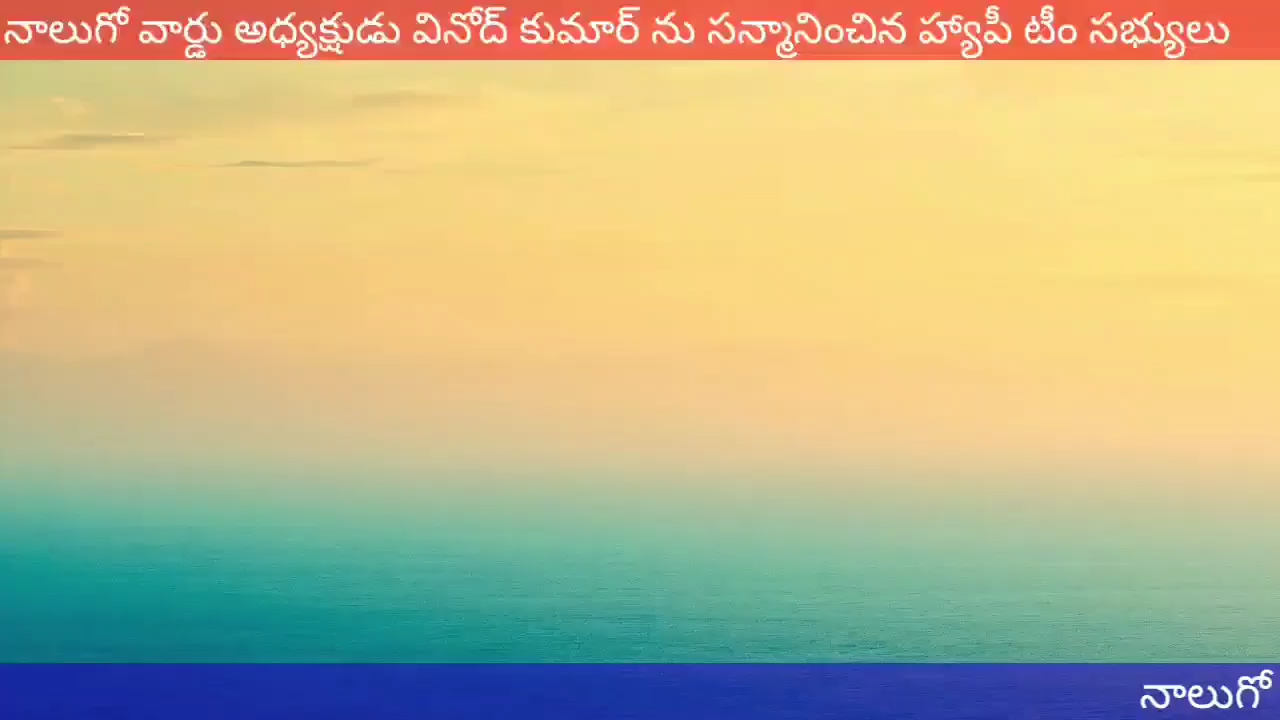 నాలుగో వార్డు అధ్యక్షుడు వినోద్ కుమార్ ను సన్మానించిన హ్యాపీ టీం సభ్యులు
నాలుగో